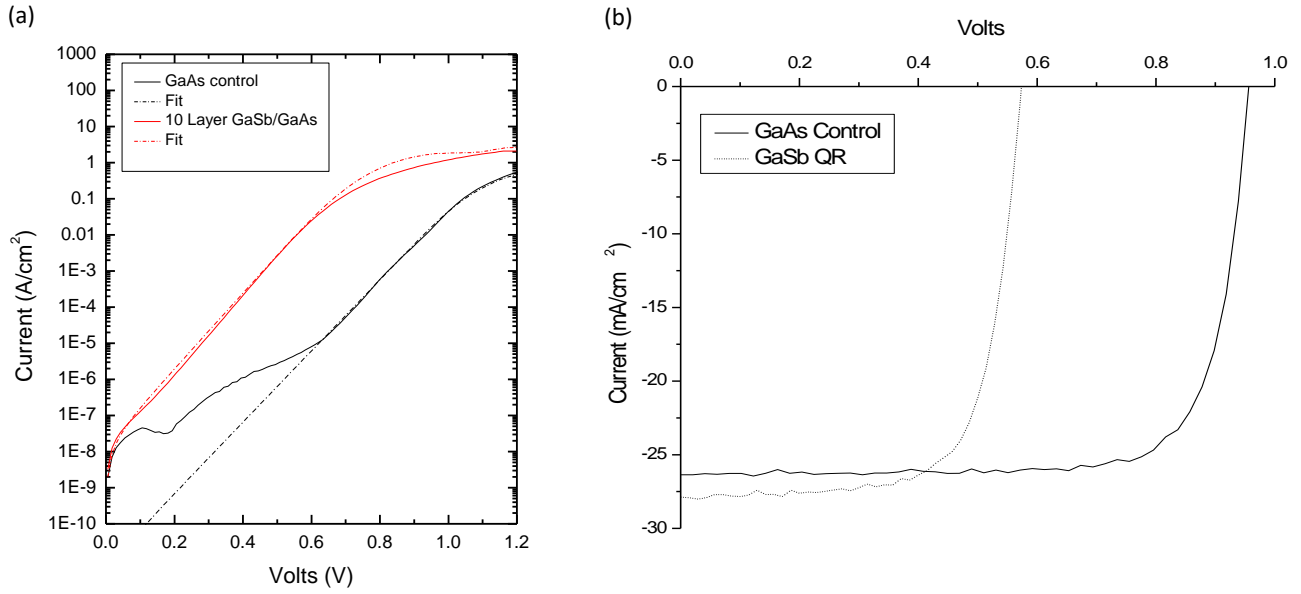 (a)
1000
100
10
1
0.1
0.01
1E-3
1E-4
1E-5
1E-6
1E-7
1E-8
1E-9
1E-10
Current (A/cm²)
GaAs control
Fit
10 Layer GaSb/GaAs
Fit
0.0 0.2 0.4 0.6 0.8 1.0 1.2
Volts (V)
(b)
Volts
0.0 0.2 0.4 0.6 0.8 1.0
0
-5
-10
-15
-20
-25
-30
Current (mA/cm ²)
GaAs Control
GaSb QR